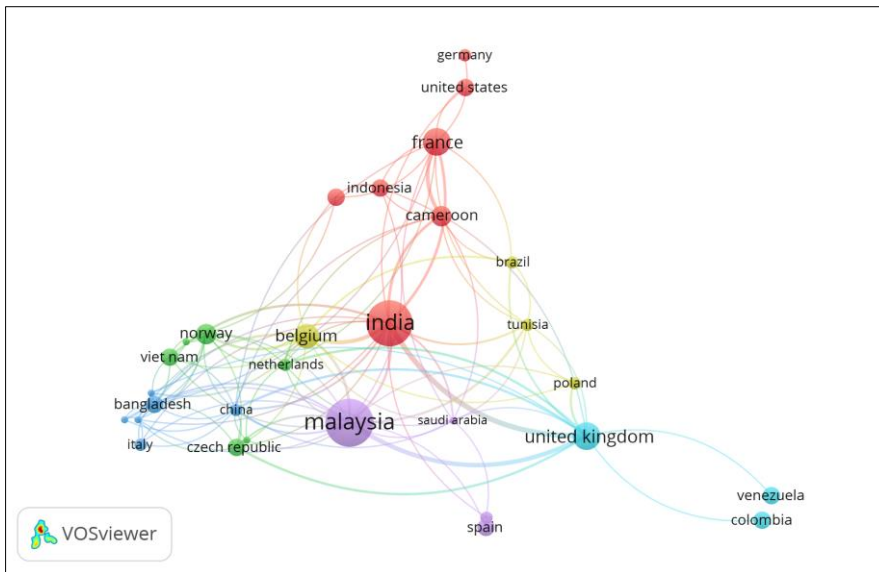 germany
united states
france
indonesia
cameroon
brazil
india
tunisia
norway
belgium
viet nam
netherlands
poland
bangladesh
china
malaysia
saudi arabia
italy
czech republic
united kingdom
venezuela
spain
colombia
VOSviewer